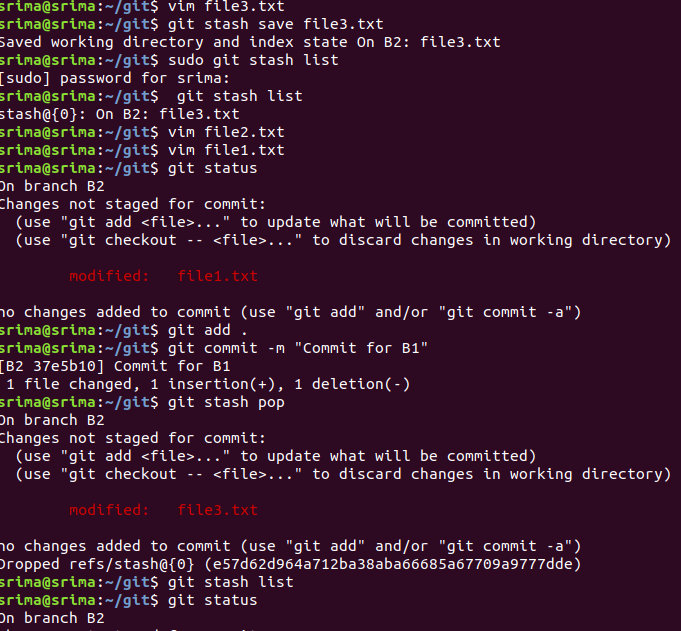 srima@srima:~/git$ vim file3.txt
srima@srima:~/git$ git stash save file3.txt
Saved working directory and index state On B2: file3.txt
srima@srima:~/git$ sudo git stash list
[sudo] password for srima:
srima@srima:~/git$  git stash list
stash@{0}: On B2: file3.txt
srima@srima:~/git$ vim file2.txt
srima@srima:~/git$ vim file1.txt
srima@srima:~/git$ git status
On branch B2
Changes not staged for commit:
  (use "git add <file>..." to update what will be committed)
  (use "git checkout -- <file>..." to discard changes in working directory)
        modified:   file1.txt
no changes added to commit (use "git add" and/or "git commit -a")
srima@srima:~/git$ git add .
srima@srima:~/git$ git commit -m "Commit for B1"
[B2 37e5b10] Commit for B1
 1 file changed, 1 insertion(+), 1 deletion(-)
srima@srima:~/git$ git stash pop
On branch B2
Changes not staged for commit:
  (use "git add <file>..." to update what will be committed)
  (use "git checkout -- <file>..." to discard changes in working directory)
        modified:   file3.txt
no changes added to commit (use "git add" and/or "git commit -a")
Dropped refs/stash@{0} (e57d62d964a712ba38aba66685a67709a9777dde)
srima@srima:~/git$ git stash list
srima@srima:~/git$ git status
On branch B2